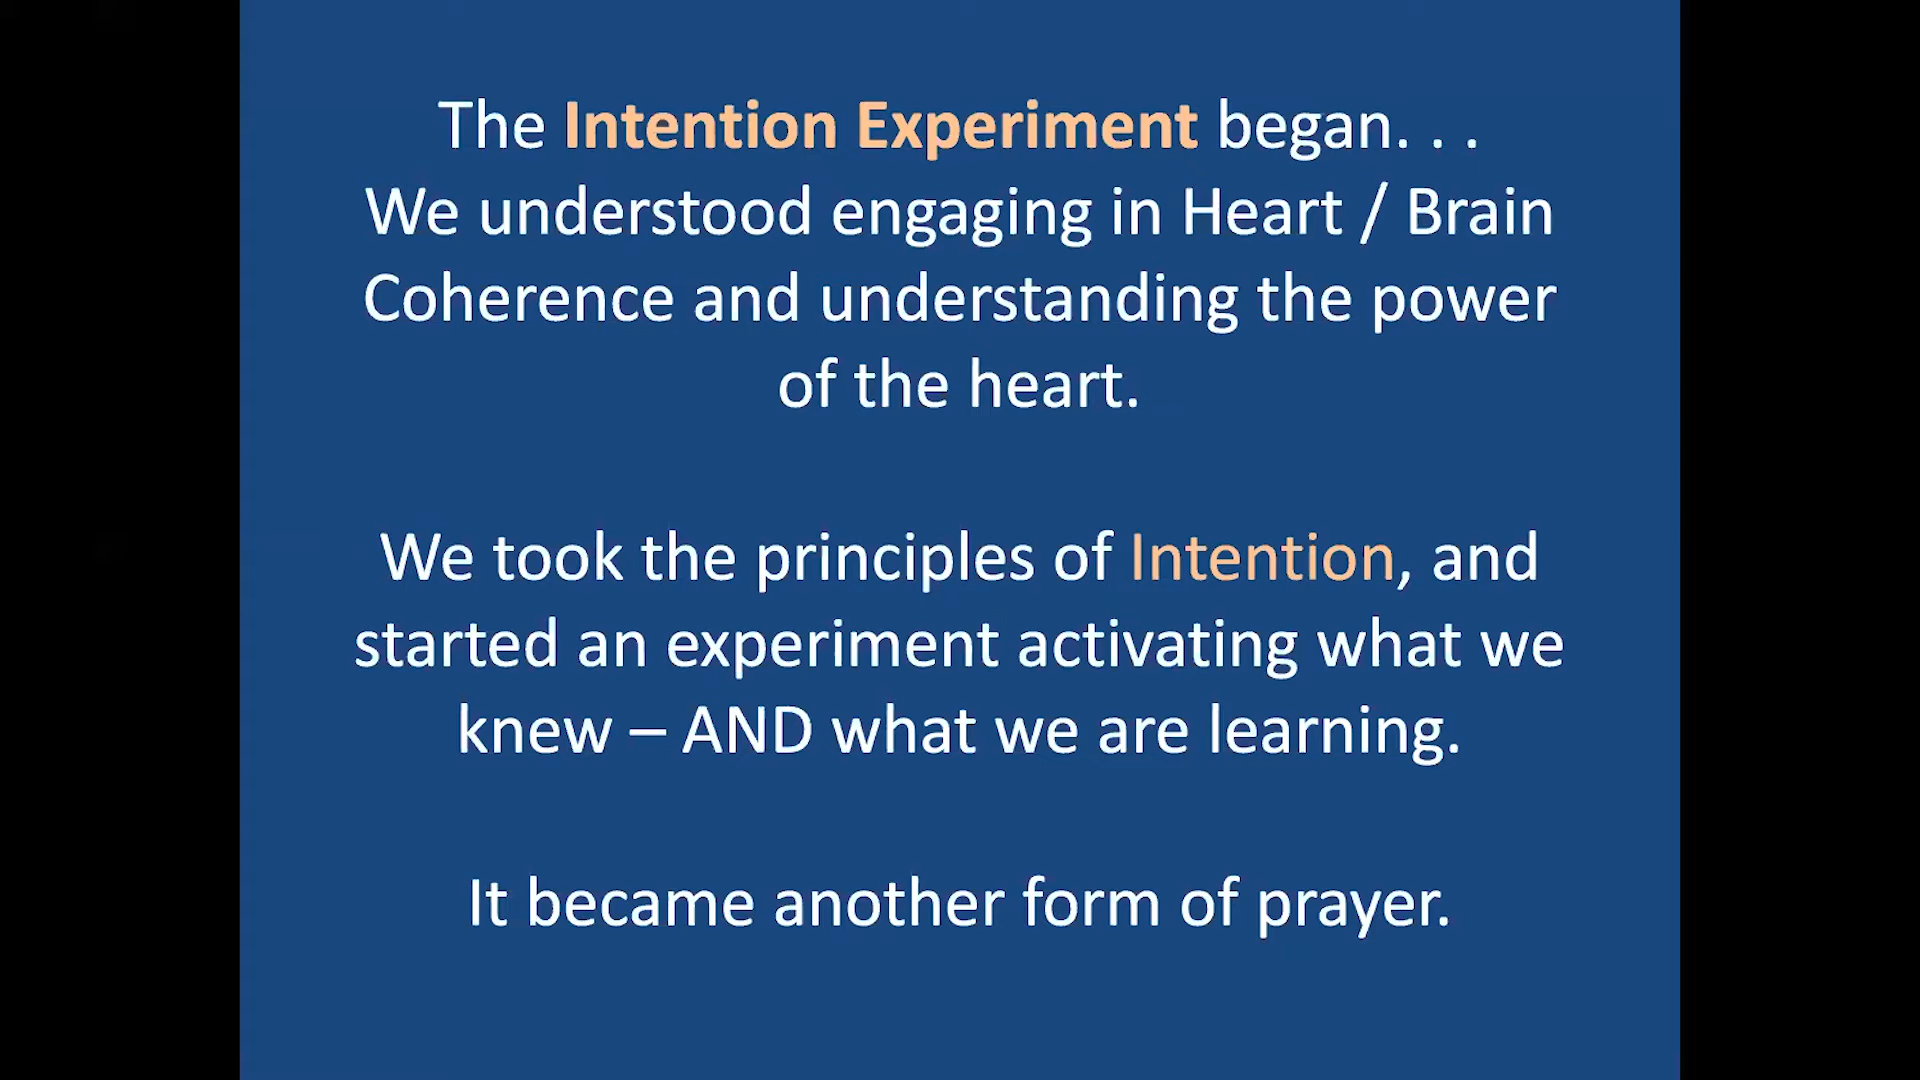 The Intention Experiment began. . .
We understood engaging in Heart / Brain
Coherence and understanding the power
of the heart.
We took the principles of Intention, and
started an experiment activating what we
knew – AND what we are learning.
It became another form of prayer.